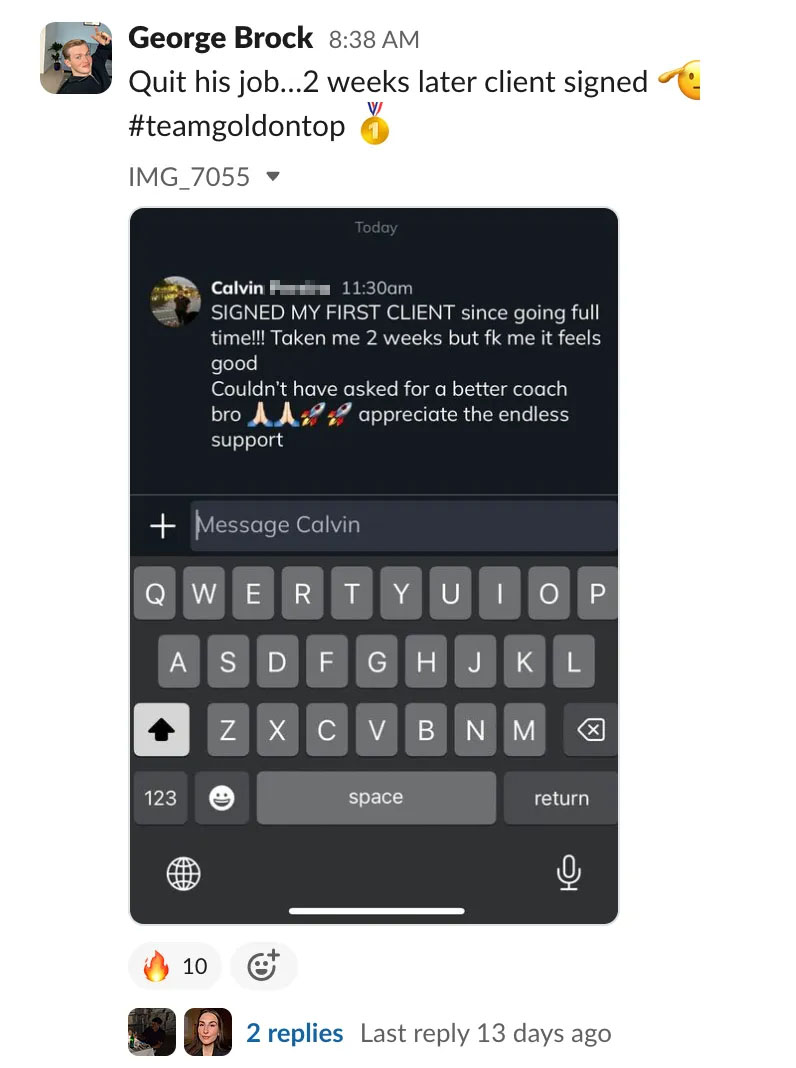 George Brock 8:38 AM
Quit his job...2 weeks later client signed
#teamgoldontop
IMG_7055
Today
Calvin 11:30am
SIGNED MY FIRST CLIENT since going full
time!!! Taken me 2 weeks but fk me it feels
good
Couldn't have asked for a better coach
bro 🙏🏻🙏🏻🚀🚀 appreciate the endless
support
Message Calvin
Q W E R T Y U I O P
A S D F G H J K L
Z X C V B N M
123 space return
🔥 10
2 replies Last reply 13 days ago